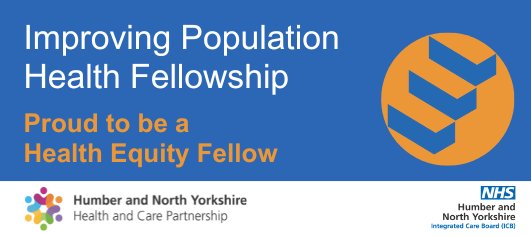 Improving Population
Health Fellowship
Proud to be a
Health Equity Fellow
Humber and North Yorkshire
Health and Care Partnership
NHS
Humber and
North Yorkshire
Integrated Care Board (ICB)